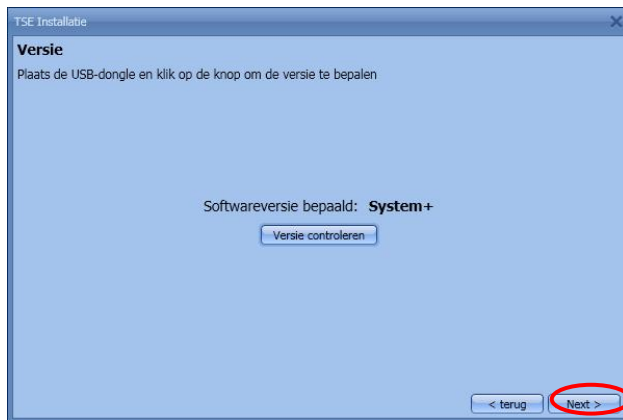 TSE Installatie
Versie
Plaats de USB-dongle en klik op de knop om de versie te bepalen
Softwareversie bepaald: System+
Versie controleren
< terug Next >